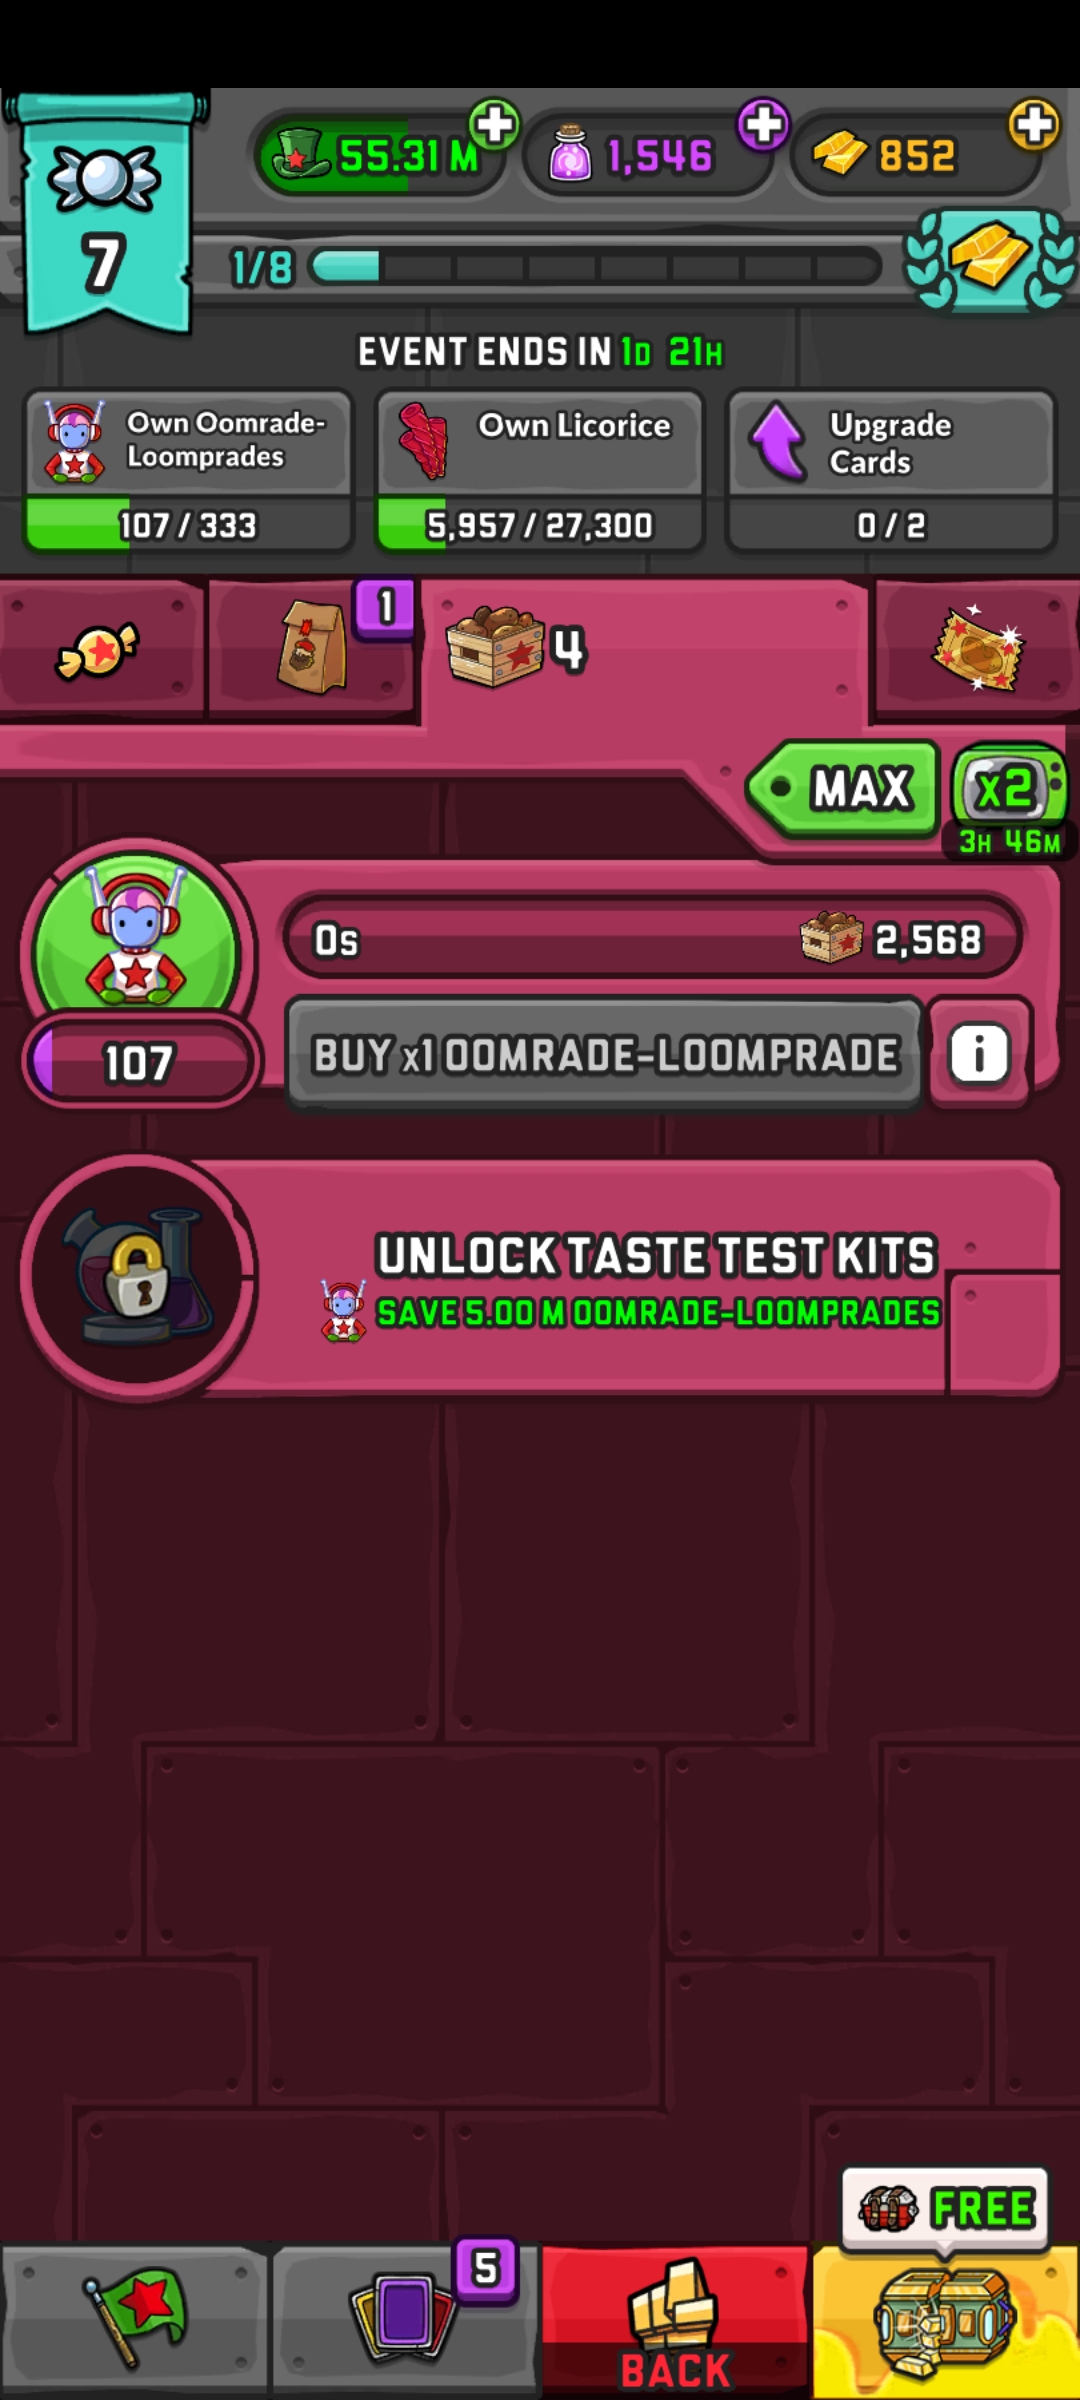 55.31 M
1,546
852
7
1/8
EVENT ENDS IN 1D 21H
Own Oomrade-
Loomprades
107 / 333
Own Licorice
5,957 / 27,300
Upgrade
Cards
0 / 2
1
4
MAX
x2
3H 46M
0s
2,568
107
BUY x1 OOMRADE-LOOMPRADE
i
UNLOCK TASTE TEST KITS
SAVE 5.00 M OOMRADE-LOOMPRADES
FREE
5
BACK